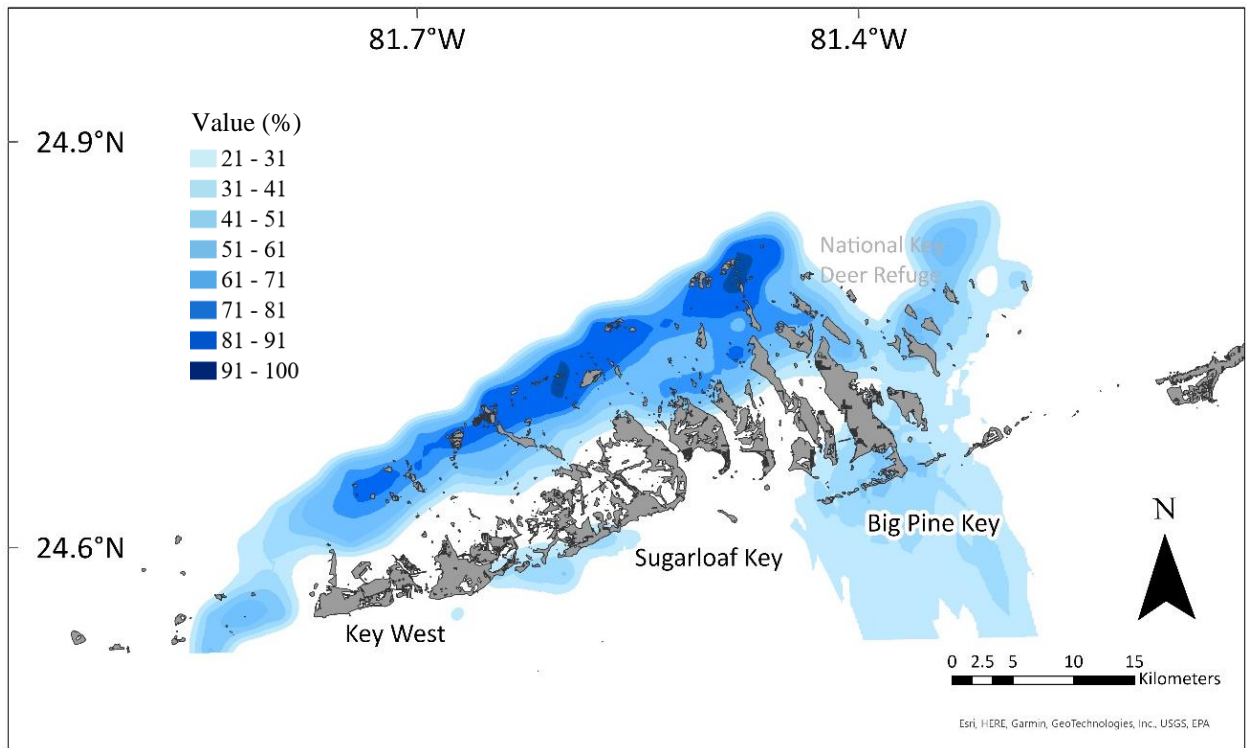 81.7°W
81.4°W
24.9°N
Value (%)
21 - 31
31 - 41
41 - 51
51 - 61
61 - 71
71 - 81
81 - 91
91 - 100
National Key
Deer Refuge
24.6°N
Big Pine Key
Sugarloaf Key
Key West
N
0 2.5 5 10 15
Kilometers
Esri, HERE, Garmin, GeoTechnologies, Inc., USGS, EPA